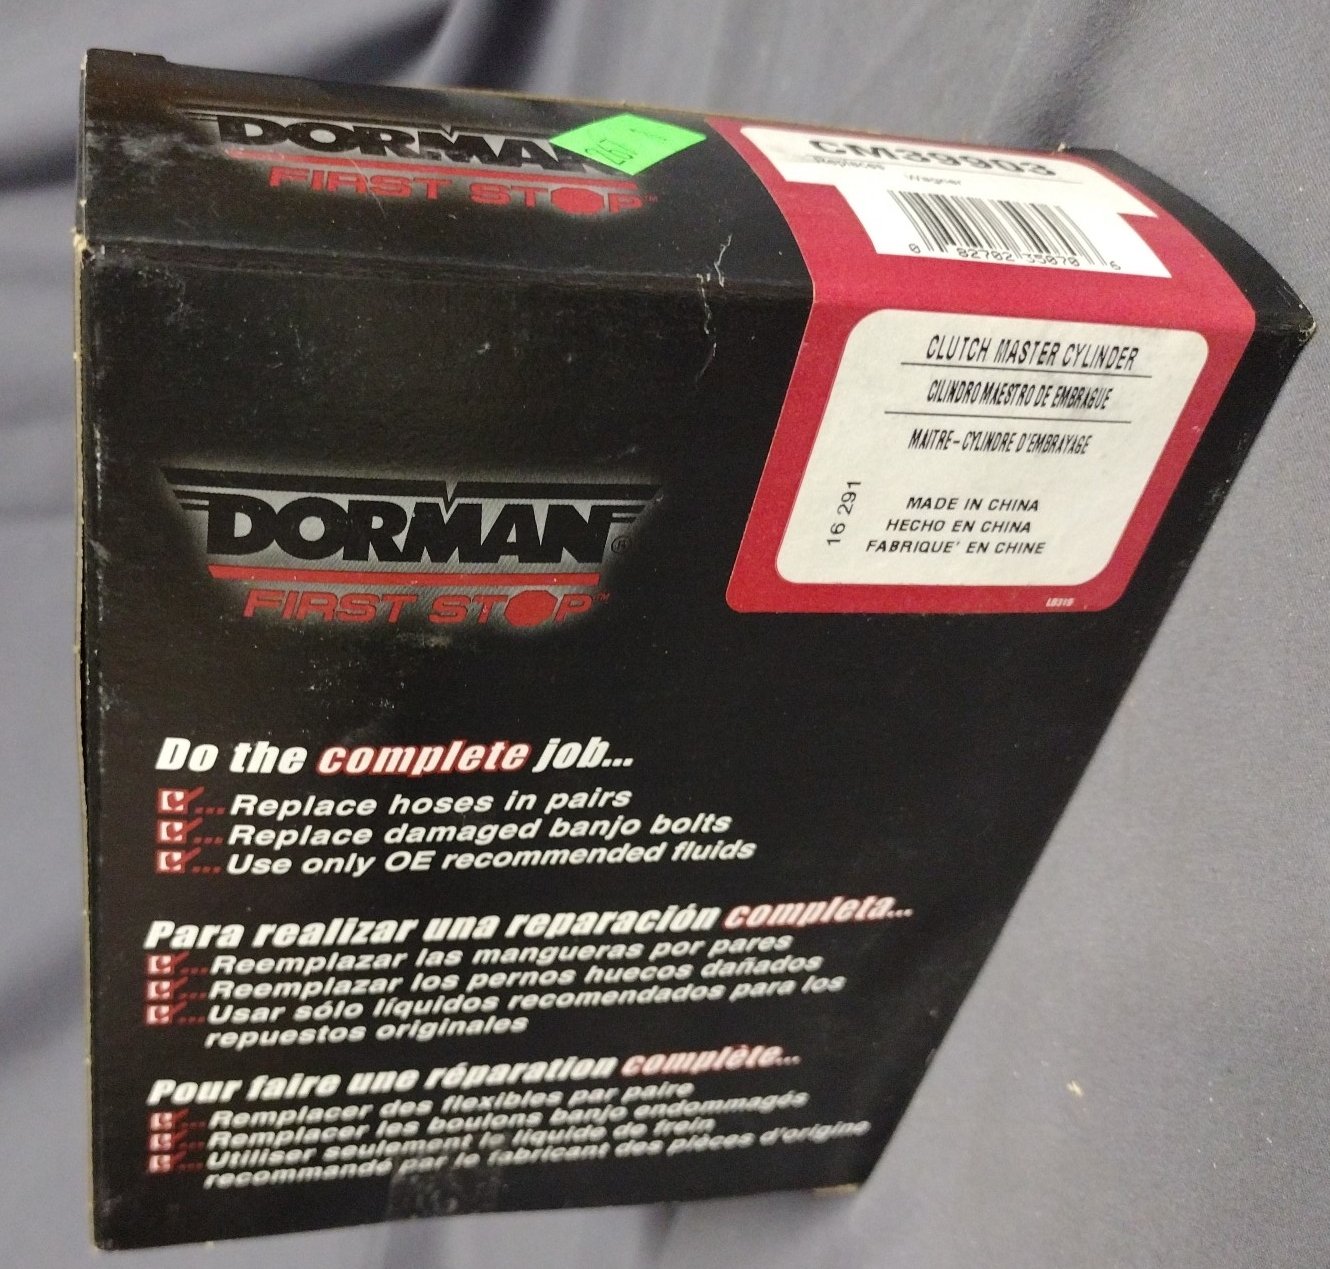 DORMAN
FIRST STOP™
CM39903
Replaces Wagner
0 82702 35070 6
CLUTCH MASTER CYLINDER
CILINDRO MAESTRO DE EMBRAGUE
MAITRE-CYLINDRE D'EMBRAYAGE
16 291
MADE IN CHINA
HECHO EN CHINA
FABRIQUE' EN CHINE
DORMAN®
FIRST STOP™
Do the complete job...
...Replace hoses in pairs
...Replace damaged banjo bolts
...Use only OE recommended fluids
Para realizar una reparación completa...
...Reemplazar las mangueras por pares
...Reemplazar los pernos huecos dañados
...Usar sólo líquidos recomendados para los
repuestos originales
Pour faire une réparation complète...
...Remplacer des flexibles par paire
...Remplacer les boulons banjo endommagés
...Utiliser seulement le liquide de frein
recommandé par le fabricant des pièces d'origine